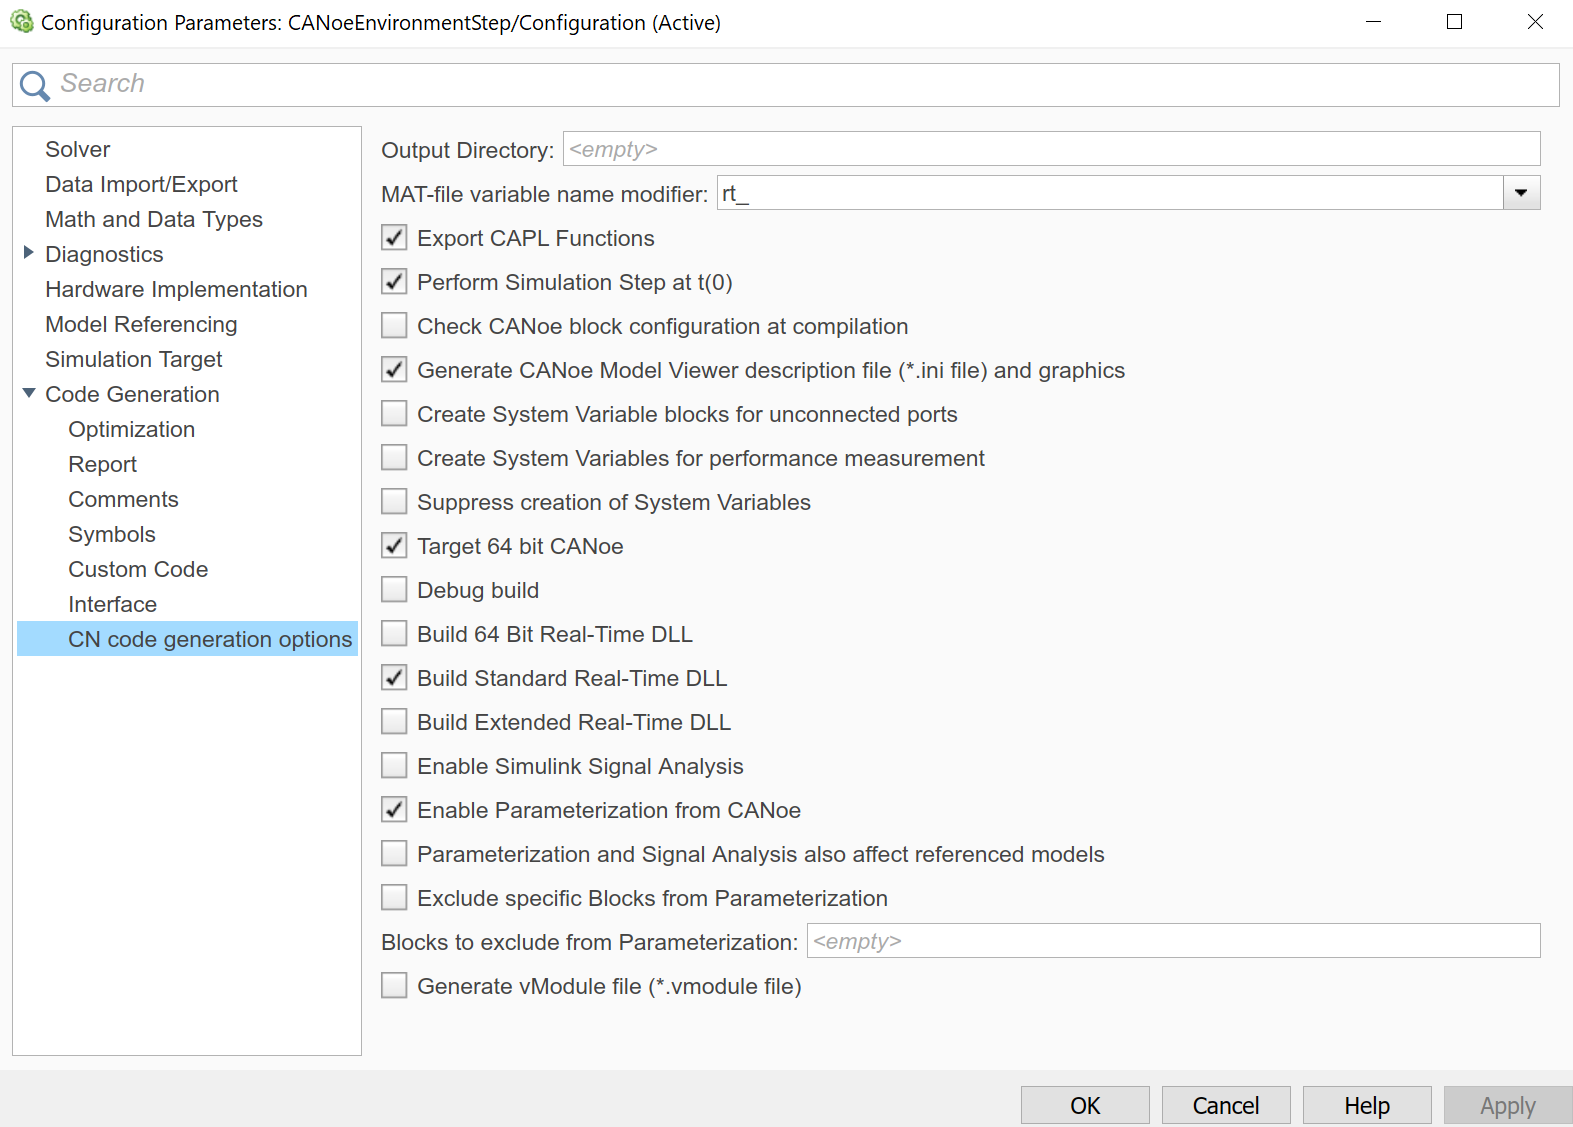 Configuration Parameters: CANoeEnvironmentStep/Configuration (Active)
Search
Solver
Data Import/Export
Math and Data Types
Diagnostics
Hardware Implementation
Model Referencing
Simulation Target
Code Generation
Optimization
Report
Comments
Symbols
Custom Code
Interface
CN code generation options
Output Directory: <empty>
MAT-file variable name modifier: rt_
Export CAPL Functions
Perform Simulation Step at t(0)
Check CANoe block configuration at compilation
Generate CANoe Model Viewer description file (*.ini file) and graphics
Create System Variable blocks for unconnected ports
Create System Variables for performance measurement
Suppress creation of System Variables
Target 64 bit CANoe
Debug build
Build 64 Bit Real-Time DLL
Build Standard Real-Time DLL
Build Extended Real-Time DLL
Enable Simulink Signal Analysis
Enable Parameterization from CANoe
Parameterization and Signal Analysis also affect referenced models
Exclude specific Blocks from Parameterization
Blocks to exclude from Parameterization: <empty>
Generate vModule file (*.vmodule file)
OK Cancel Help Apply